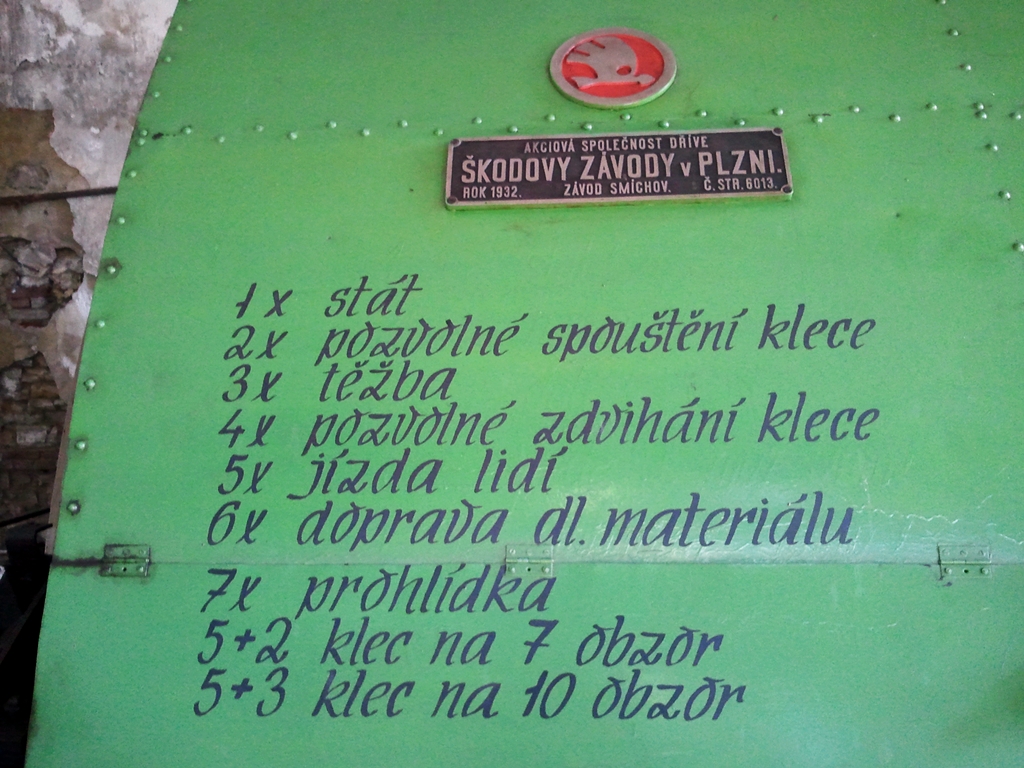 AKCIOVÁ SPOLEČNOST DŘÍVE
ŠKODOVY ZÁVODY v PLZNI.
ROK 1932. ZÁVOD SMÍCHOV. Č. STR. 6013.
1x stát
2x pozvolné spouštění klece
3x těžba
4x pozvolné zdvihání klece
5x jízda lidí
6x doprava dl. materiálu
7x prohlídka
5+2 klec na 7 obzor
5+3 klec na 10 obzor